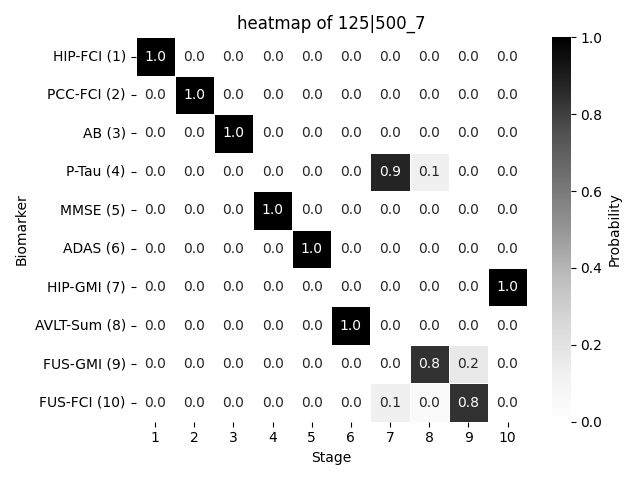 heatmap of 125|500_7
HIP-FCI (1) 1.0 0.0 0.0 0.0 0.0 0.0 0.0 0.0 0.0 0.0
PCC-FCI (2) 0.0 1.0 0.0 0.0 0.0 0.0 0.0 0.0 0.0 0.0
AB (3) 0.0 0.0 1.0 0.0 0.0 0.0 0.0 0.0 0.0 0.0
P-Tau (4) 0.0 0.0 0.0 0.0 0.0 0.0 0.9 0.1 0.0 0.0
MMSE (5) 0.0 0.0 0.0 1.0 0.0 0.0 0.0 0.0 0.0 0.0
ADAS (6) 0.0 0.0 0.0 0.0 1.0 0.0 0.0 0.0 0.0 0.0
HIP-GMI (7) 0.0 0.0 0.0 0.0 0.0 0.0 0.0 0.0 0.0 1.0
AVLT-Sum (8) 0.0 0.0 0.0 0.0 0.0 1.0 0.0 0.0 0.0 0.0
FUS-GMI (9) 0.0 0.0 0.0 0.0 0.0 0.0 0.0 0.8 0.2 0.0
FUS-FCI (10) 0.0 0.0 0.0 0.0 0.0 0.0 0.1 0.0 0.8 0.0
1 2 3 4 5 6 7 8 9 10
Stage
Biomarker
1.0
0.8
0.6
0.4
0.2
0.0
Probability